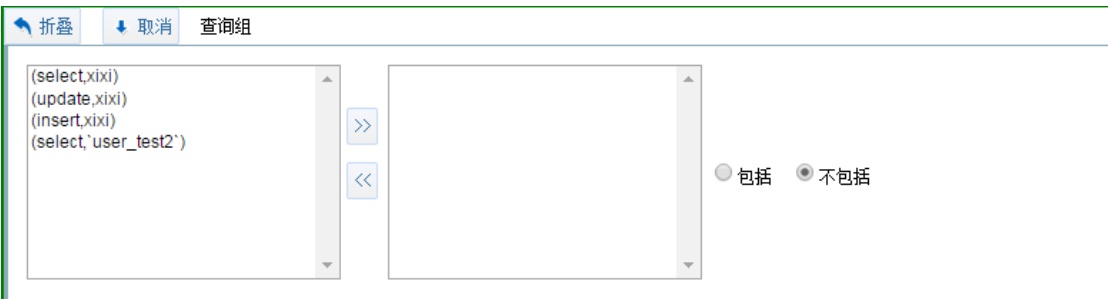 折叠 取消 查询组
(select,xixi)
(update,xixi)
(insert,xixi)
(select,`user_test2`)
>>
<<
包括 不包括